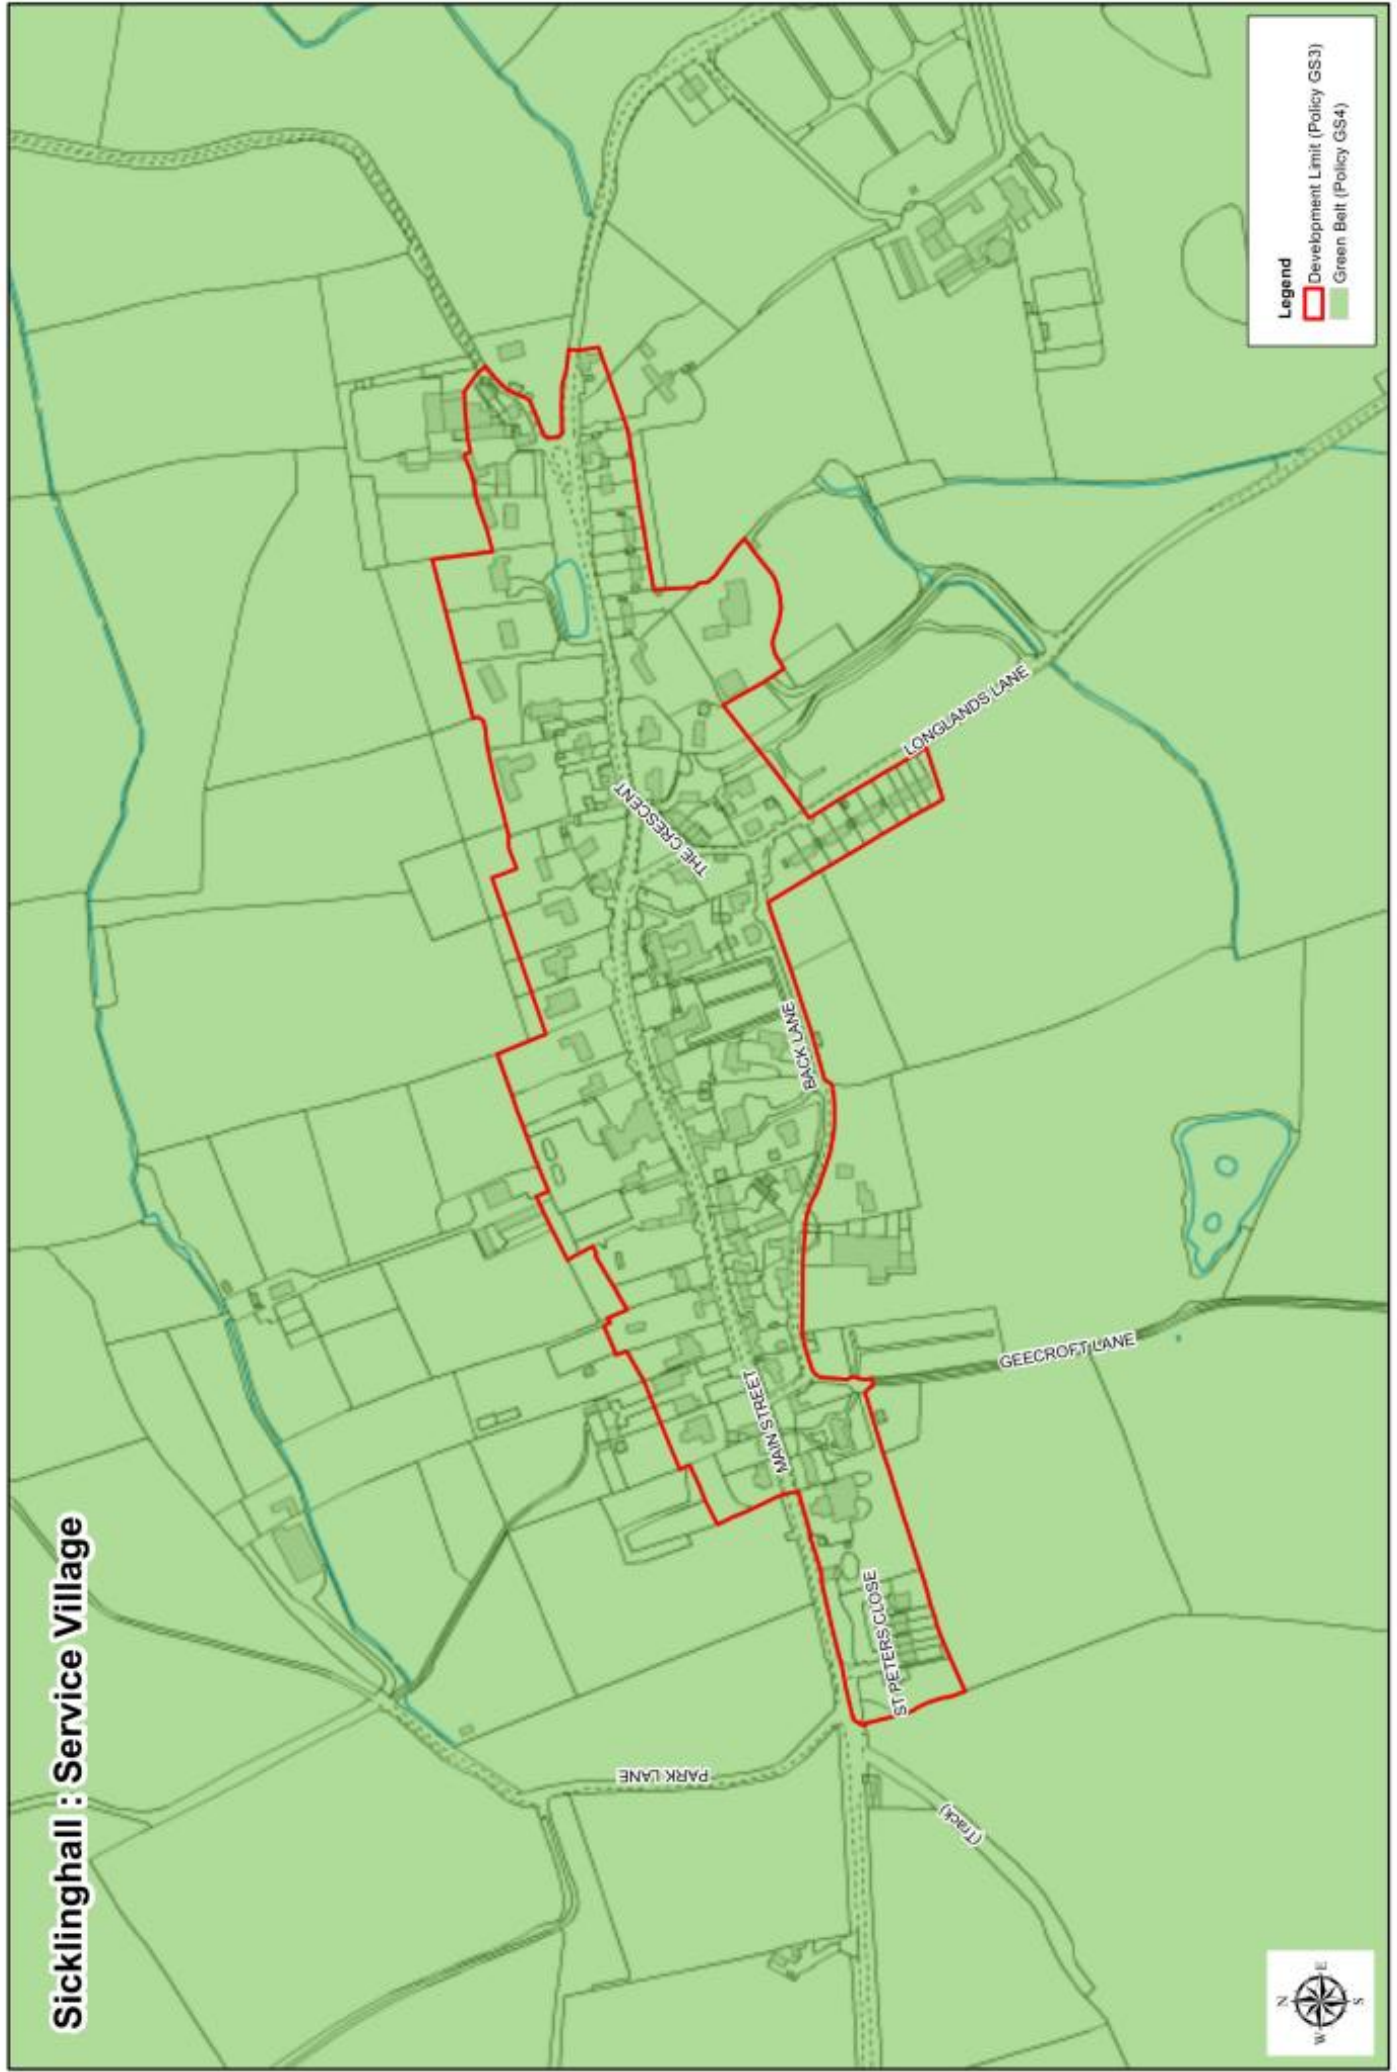 Sicklinghall : Service Village
THE CRESCENT
LONGLANDS LANE
BACK LANE
MAIN STREET
GEECROFT LANE
ST PETERS CLOSE
PARK LANE
(Track)
N
W
E
S
Legend
Development Limit (Policy GS3)
Green Belt (Policy GS4)